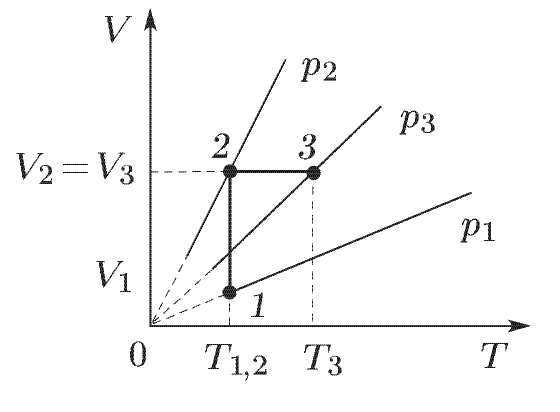 V
p₂
p₃
2 3
V₂ = V₃
p₁
V₁
1
0 T₁,₂ T₃ T